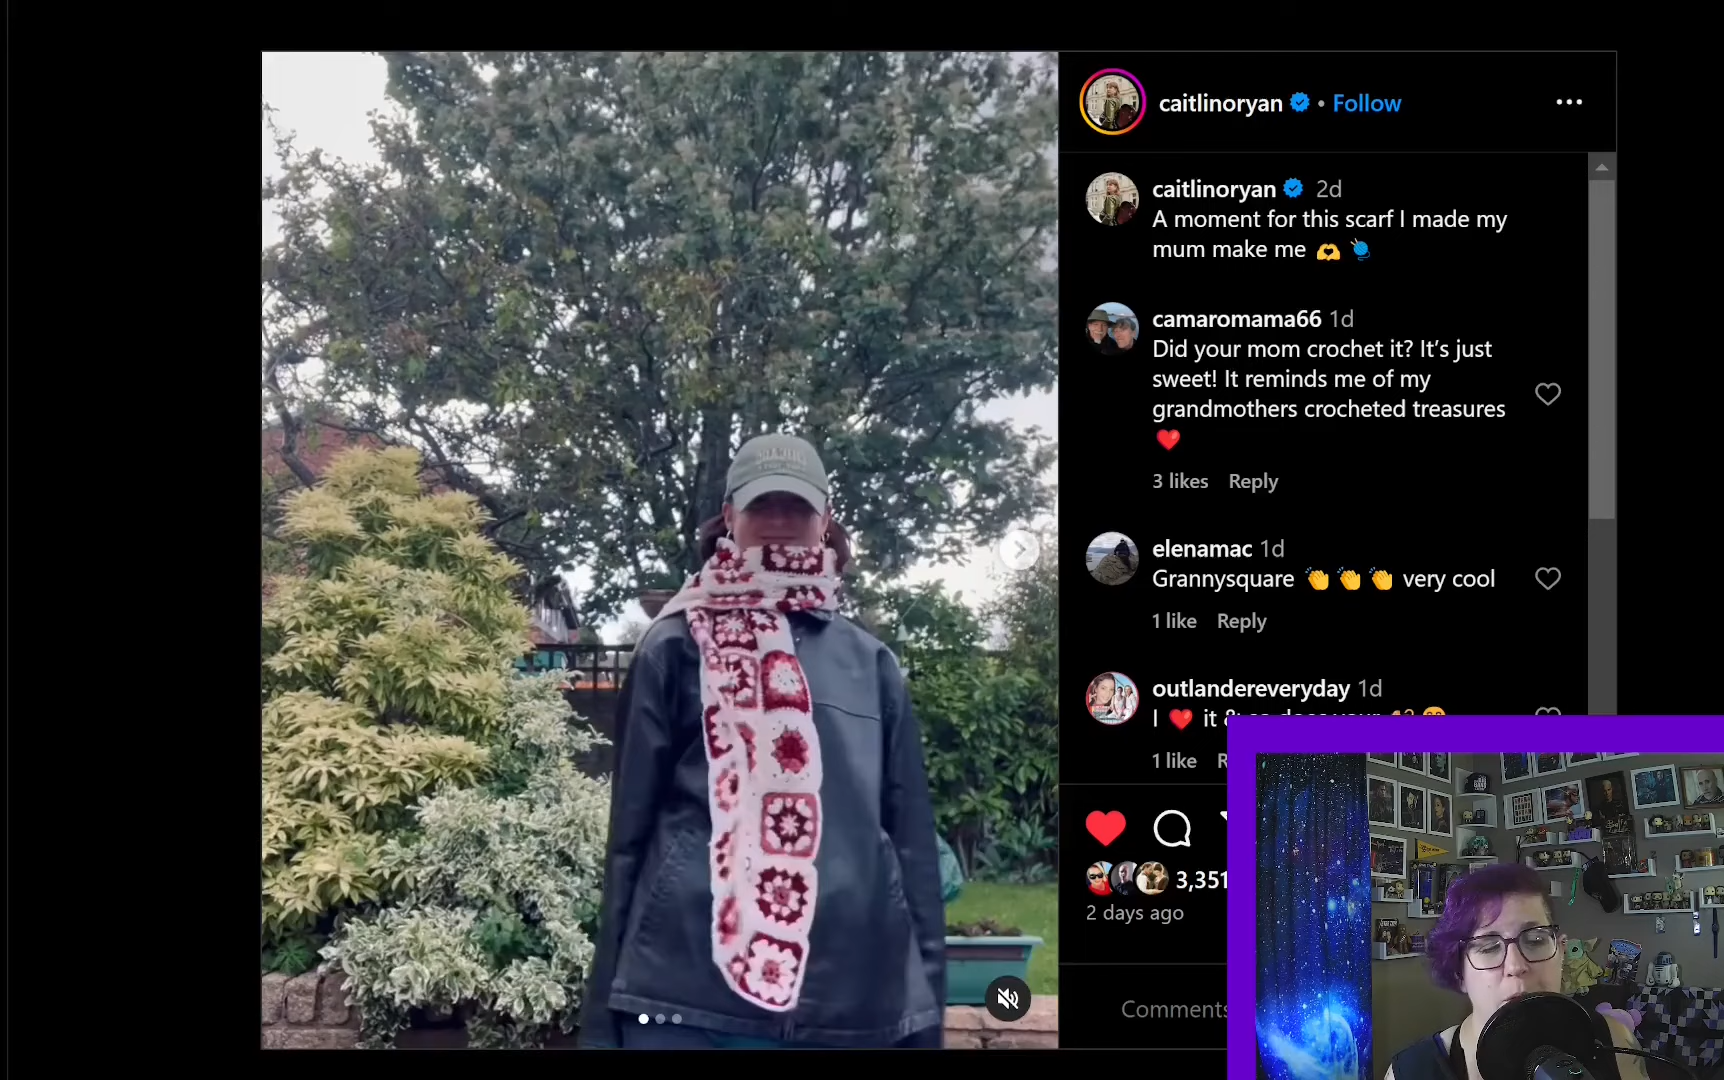 caitlinoryan • Follow
caitlinoryan 2d
A moment for this scarf I made my
mum make me 🫶 🧶
camaromama66 1d
Did your mom crochet it? It’s just
sweet! It reminds me of my
grandmothers crocheted treasures
❤️
3 likes Reply
elenamac 1d
Grannysquare 👏 👏 👏 very cool
1 like Reply
outlandereveryday 1d
I ❤️ it
1 like
3,351
2 days ago
Comments